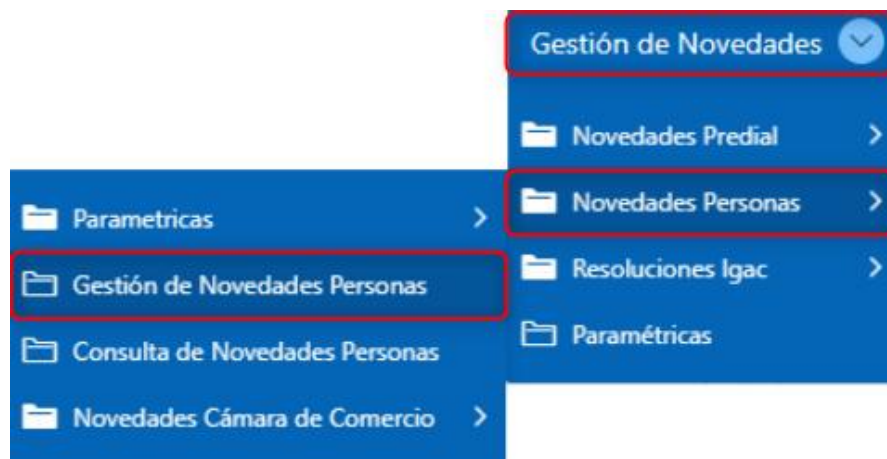 Gestión de Novedades
Novedades Predial
Novedades Personas
Resoluciones Igac
Paramétricas
Parametricas
Gestión de Novedades Personas
Consulta de Novedades Personas
Novedades Cámara de Comercio